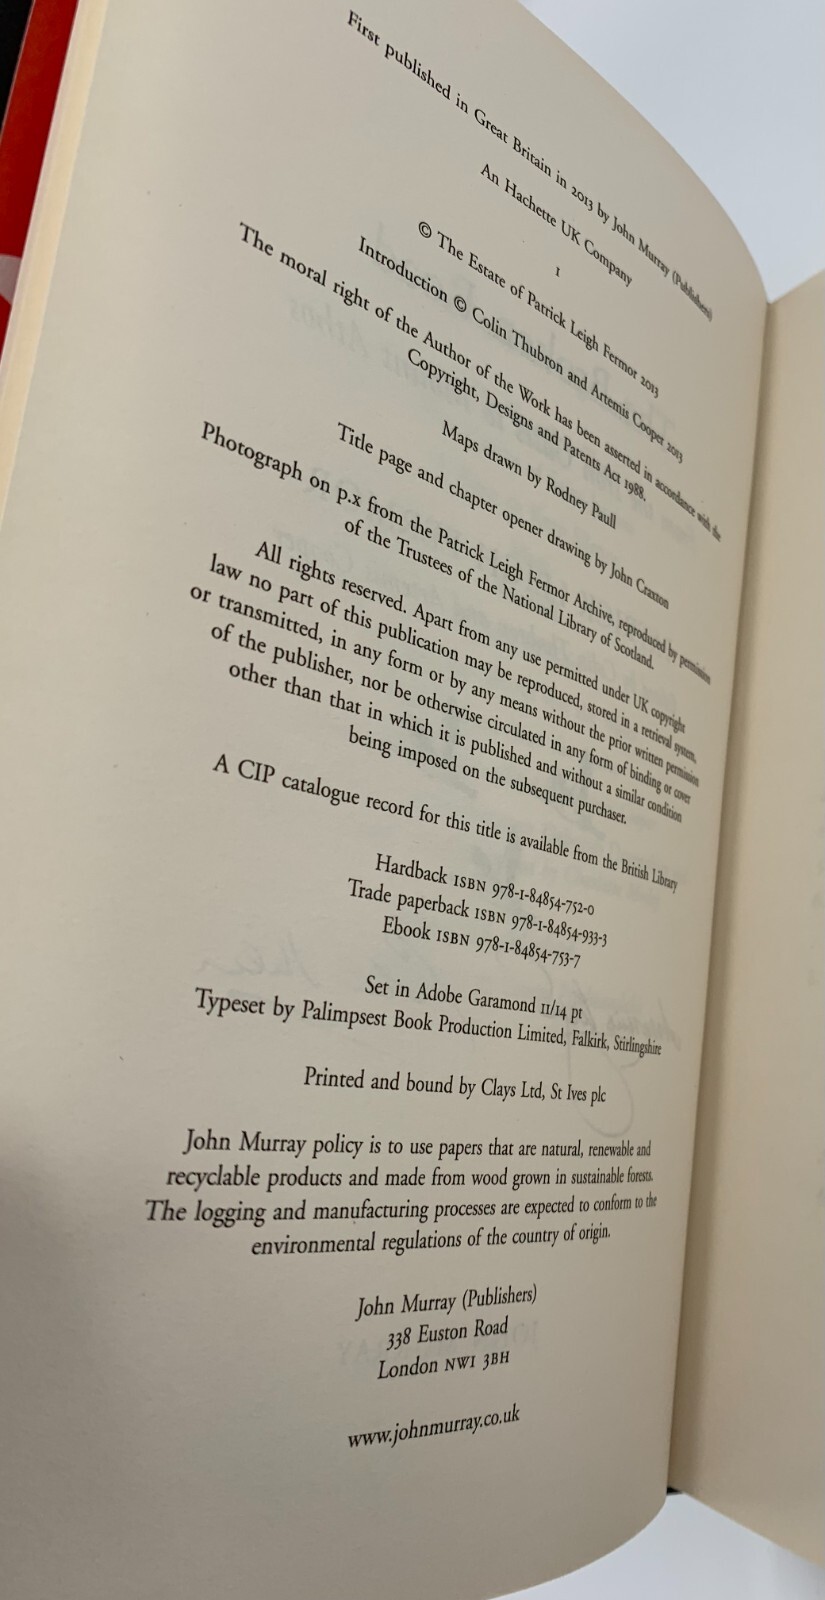 First published in Great Britain in 2013 by John Murray (Publishers)
An Hachette UK Company
1
© The Estate of Patrick Leigh Fermor 2013
Introduction © Colin Thubron and Artemis Cooper 2013
The moral right of the Author of the Work has been asserted in accordance with the
Copyright, Designs and Patents Act 1988.
Maps drawn by Rodney Paull
Title page and chapter opener drawing by John Craxton
Photograph on p.x from the Patrick Leigh Fermor Archive, reproduced by permission
of the Trustees of the National Library of Scotland.
All rights reserved. Apart from any use permitted under UK copyright
law no part of this publication may be reproduced, stored in a retrieval system,
or transmitted, in any form or by any means without the prior written permission
of the publisher, nor be otherwise circulated in any form of binding or cover
other than that in which it is published and without a similar condition
being imposed on the subsequent purchaser.
A CIP catalogue record for this title is available from the British Library
Hardback ISBN 978-1-84854-752-0
Trade paperback ISBN 978-1-84854-933-3
Ebook ISBN 978-1-84854-753-7
Set in Adobe Garamond 11/14 pt
Typeset by Palimpsest Book Production Limited, Falkirk, Stirlingshire
Printed and bound by Clays Ltd, St Ives plc
John Murray policy is to use papers that are natural, renewable and
recyclable products and made from wood grown in sustainable forests.
The logging and manufacturing processes are expected to conform to the
environmental regulations of the country of origin.
John Murray (Publishers)
338 Euston Road
London NW1 3BH
www.johnmurray.co.uk